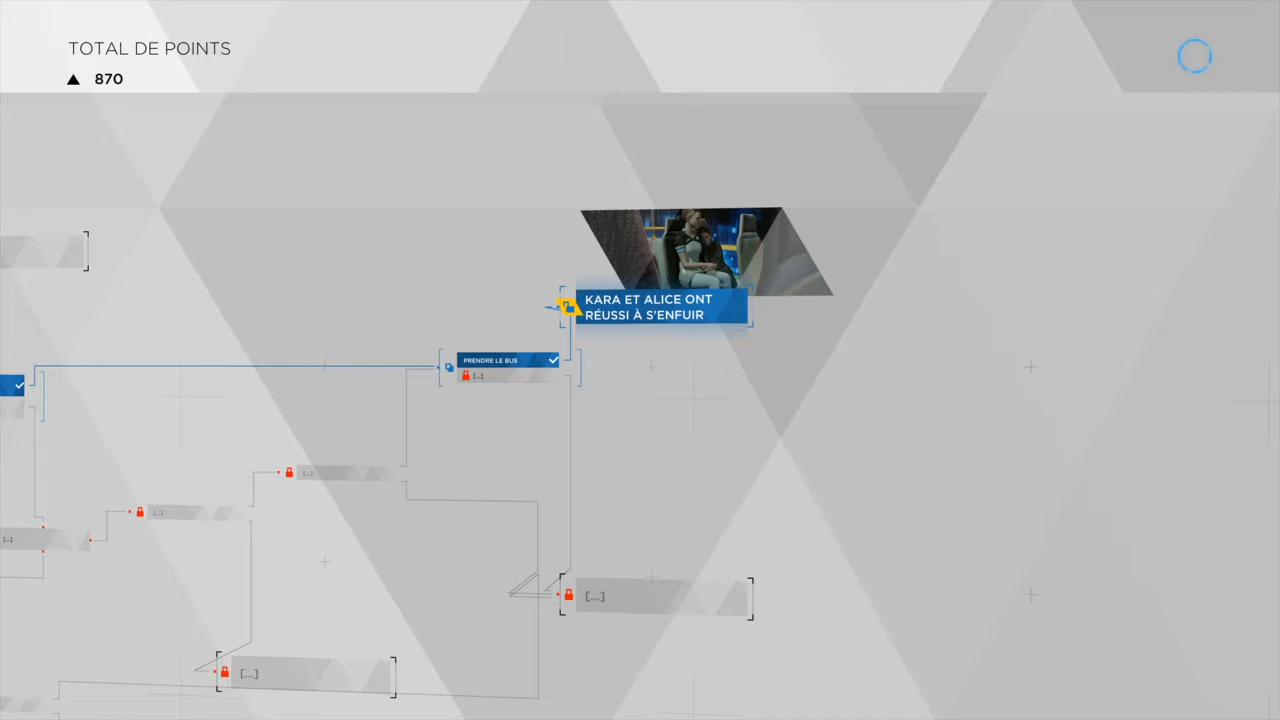 TOTAL DE POINTS
▲ 870
KARA ET ALICE ONT
RÉUSSI À S'ENFUIR
PRENDRE LE BUS
[...]
[...]
[...]
[...]
[...]
[...]